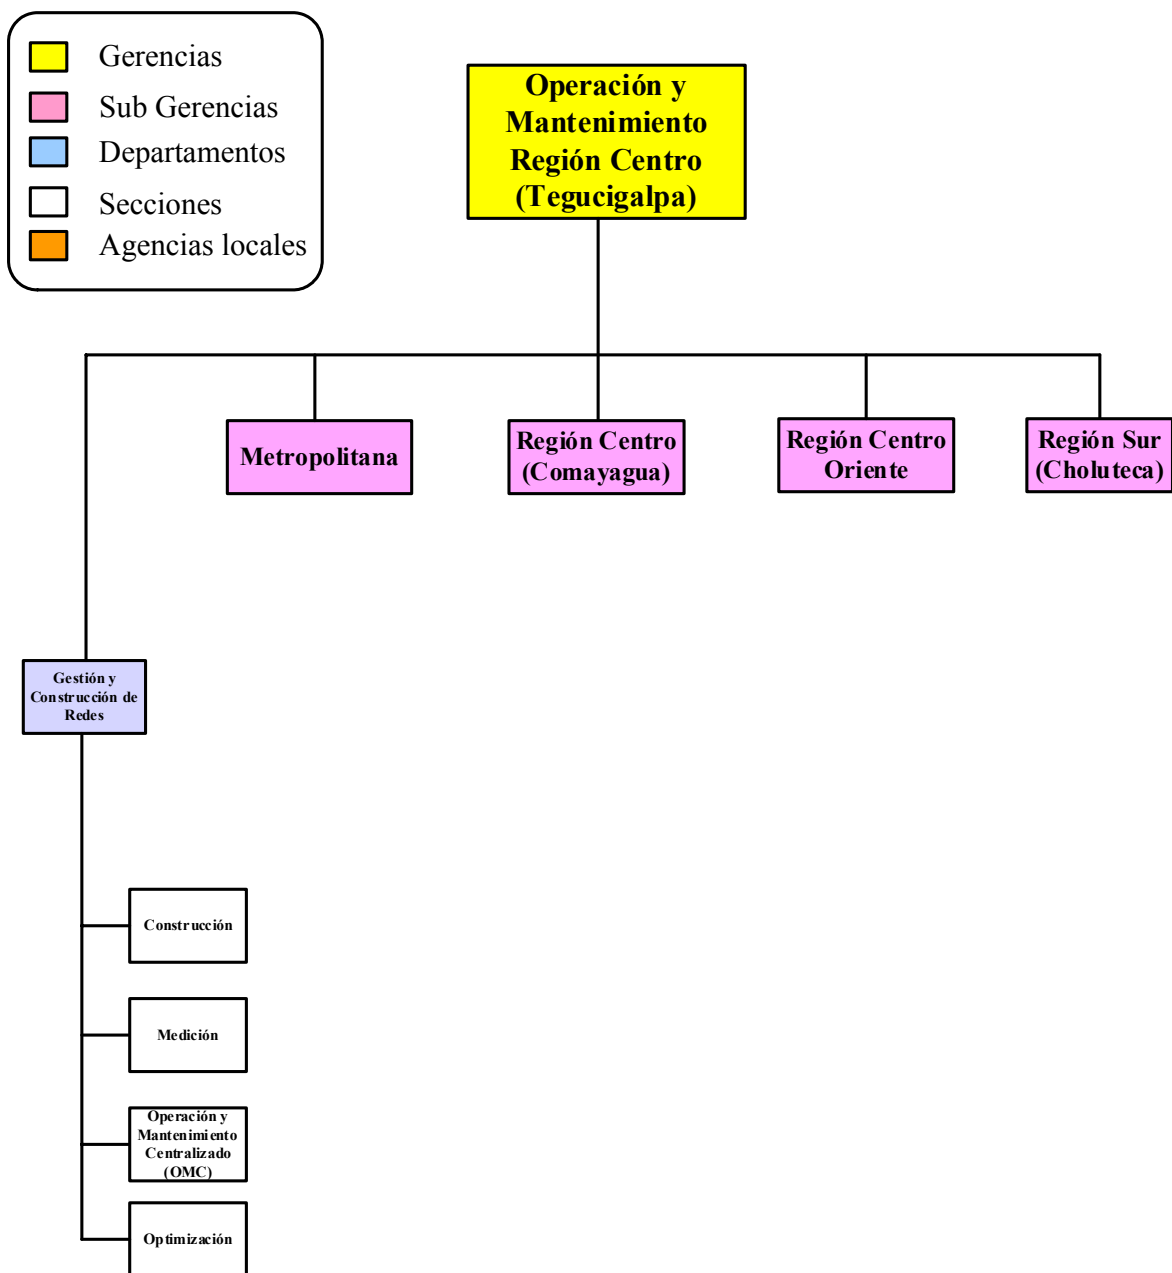 Gerencias
Sub Gerencias
Departamentos
Secciones
Agencias locales
Operación y
Mantenimiento
Región Centro
(Tegucigalpa)
Metropolitana
Región Centro
(Comayagua)
Región Centro
Oriente
Región Sur
(Choluteca)
Gestión y
Construcción de
Redes
Construcción
Medición
Operación y
Mantenimiento
Centralizado
(OMC)
Optimización